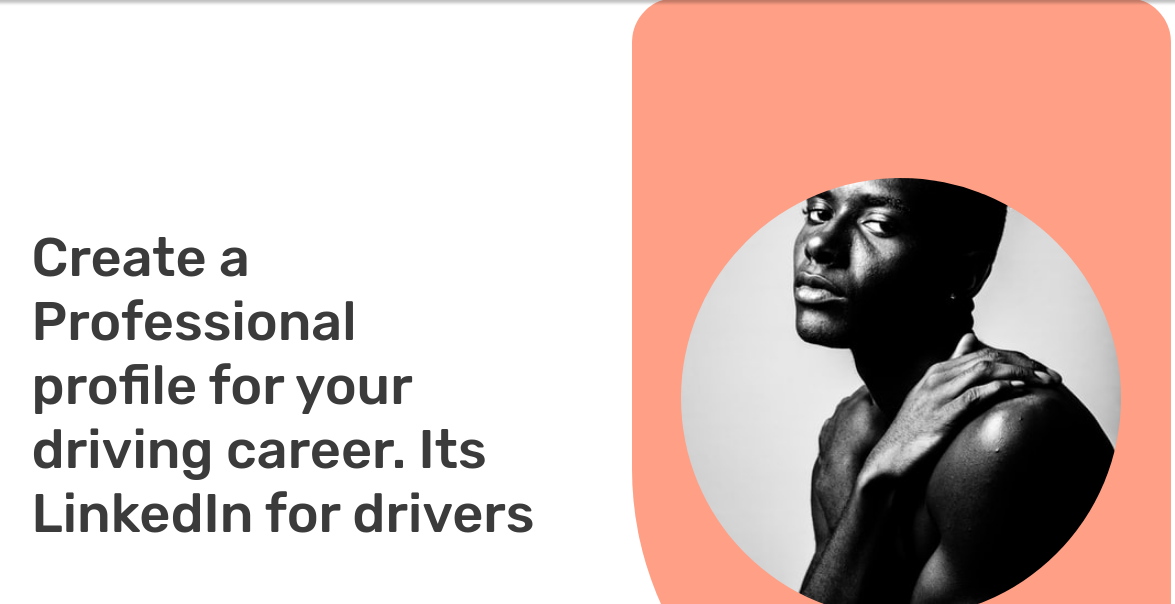 Create a
Professional
profile for your
driving career. Its
LinkedIn for drivers